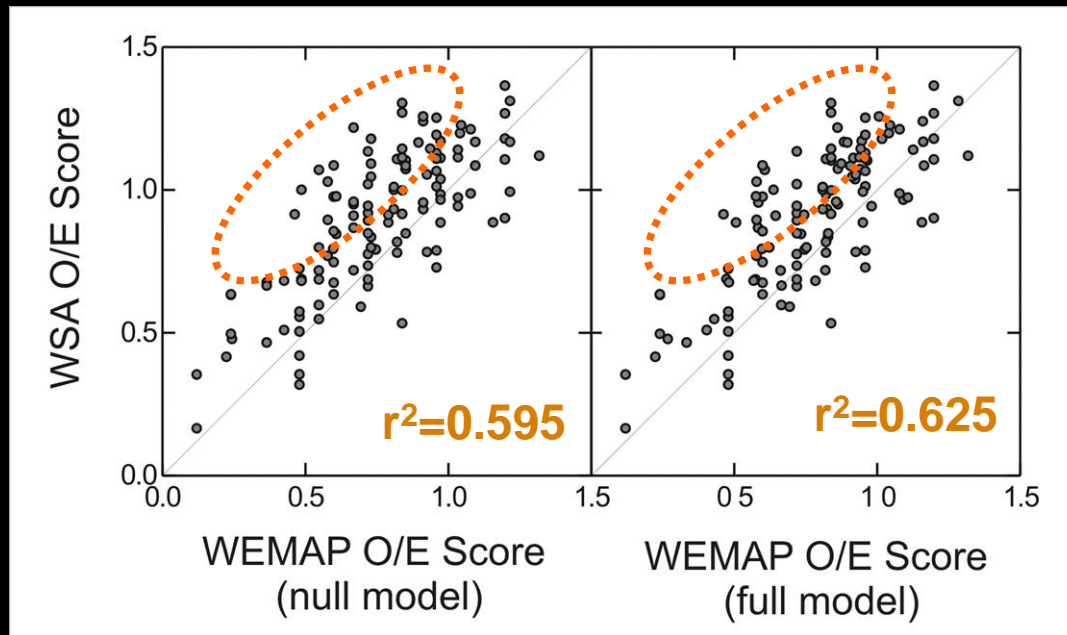 WSA O/E Score
1.5
1.0
0.5
0.0
r²=0.595
r²=0.625
0.0 0.5 1.0 1.5 0 5 1 0 1.5
WEMAP O/E Score
(null model)
WEMAP O/E Score
(full model)